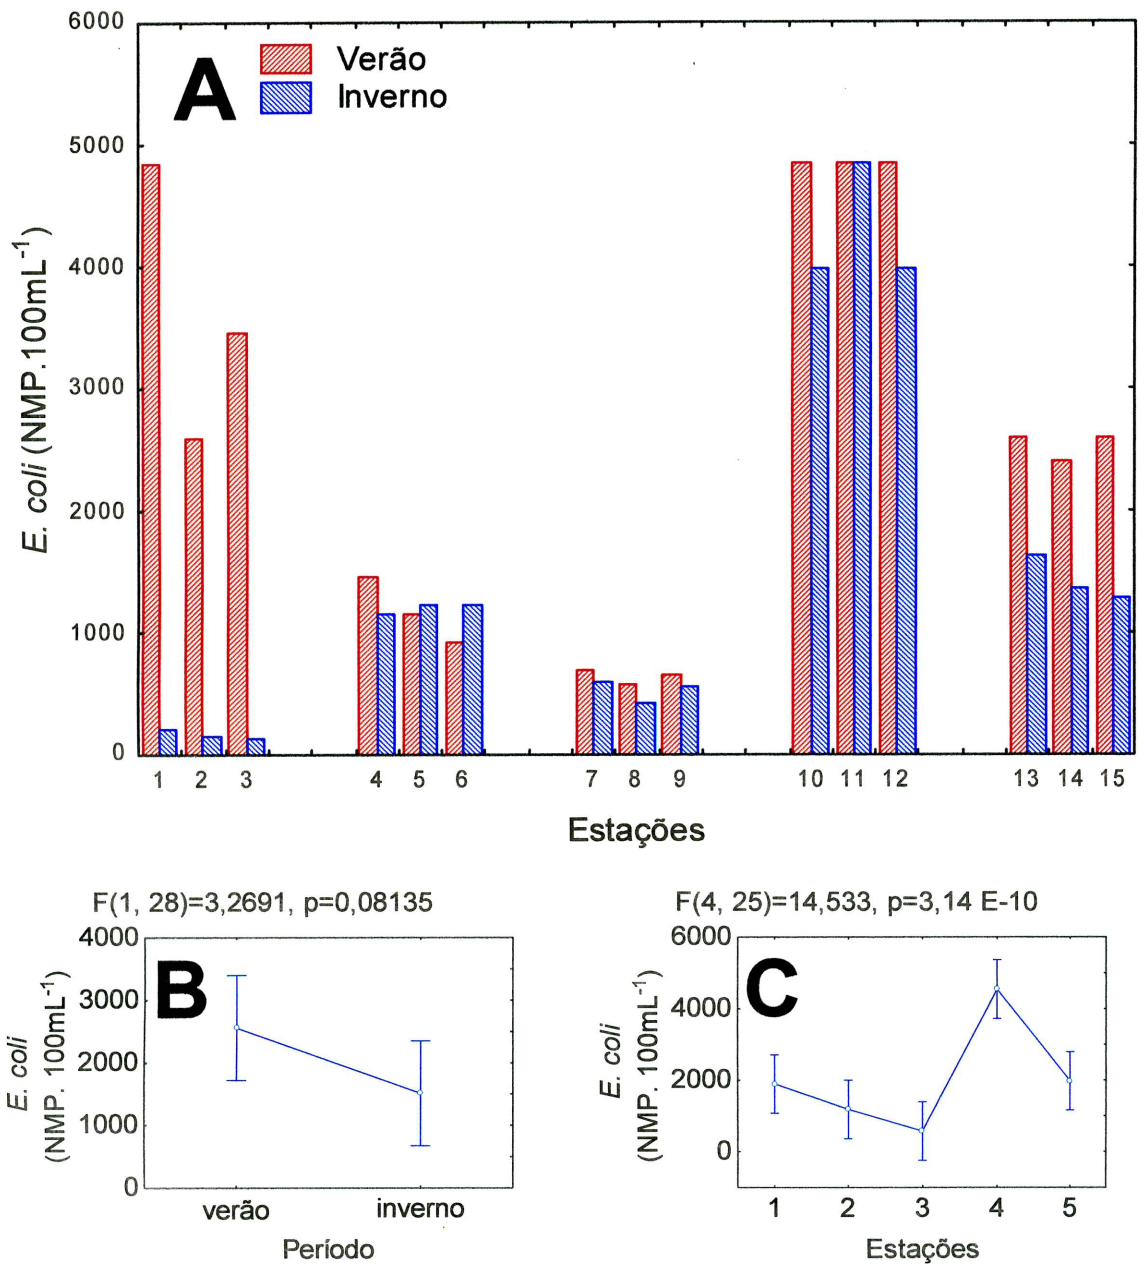 A
Verão
Inverno
6000
5000
4000
3000
2000
1000
0
E. coli (NMP.100mL-1)
1 2 3 4 5 6 7 8 9 10 11 12 13 14 15
Estações
F(1, 28)=3,2691, p=0,08135
B
4000
3000
2000
1000
0
E. coli
(NMP. 100mL-1)
verão inverno
Período
F(4, 25)=14,533, p=3,14 E-10
C
6000
4000
2000
0
E. coli
(NMP. 100mL-1)
1 2 3 4 5
Estações